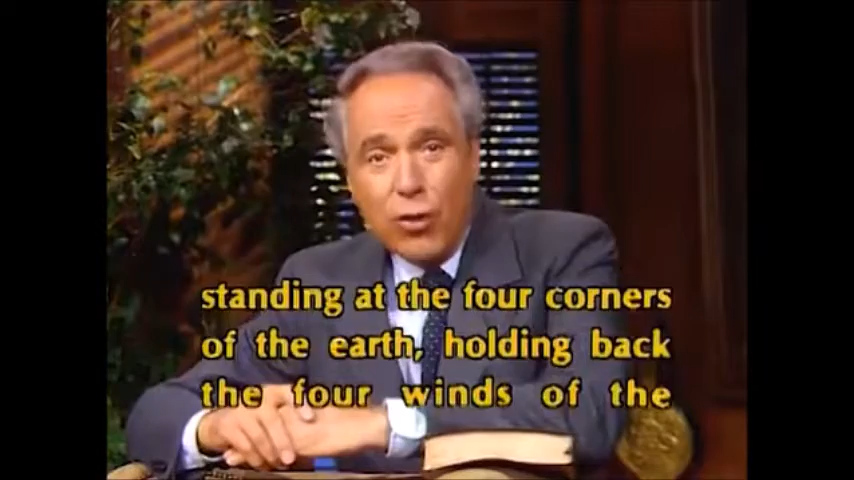 standing at the four corners
of the earth, holding back
the four winds of the